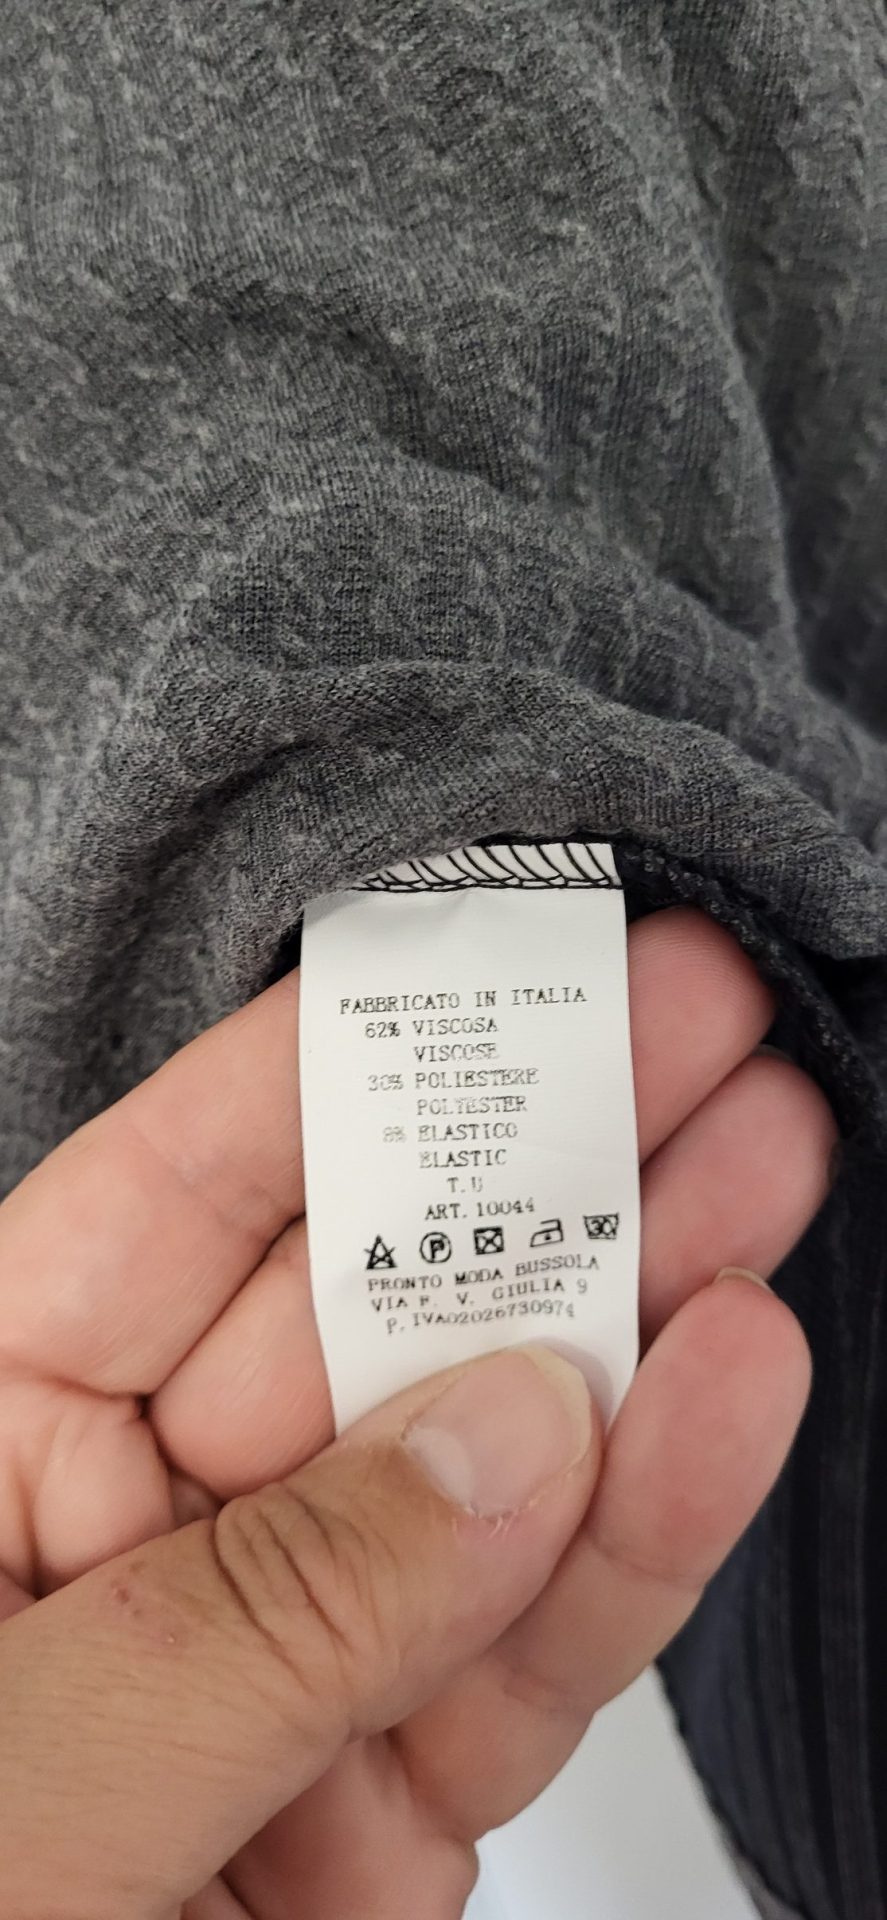 FABBRICATO IN ITALIA
62% VISCOSA
VISCOSE
30% POLIESTERE
POLYESTER
8% ELASTICO
ELASTIC
T.U
ART. 10044
P 30
PRONTO MODA BUSSOLA
VIA F. V. GIULIA 9
P. IVA02026730974